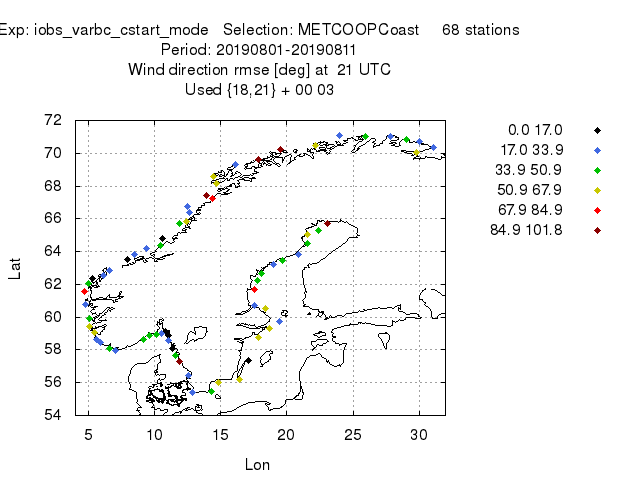 Exp: iobs_varbc_cstart_mode   Selection: METCOOPCoast     68 stations
Period: 20190801-20190811
Wind direction rmse [deg] at  21 UTC
Used {18,21} + 00 03
0.0 17.0
17.0 33.9
33.9 50.9
50.9 67.9
67.9 84.9
84.9 101.8
72
70
68
66
64
62
60
58
56
54
Lat
5 10 15 20 25 30
Lon